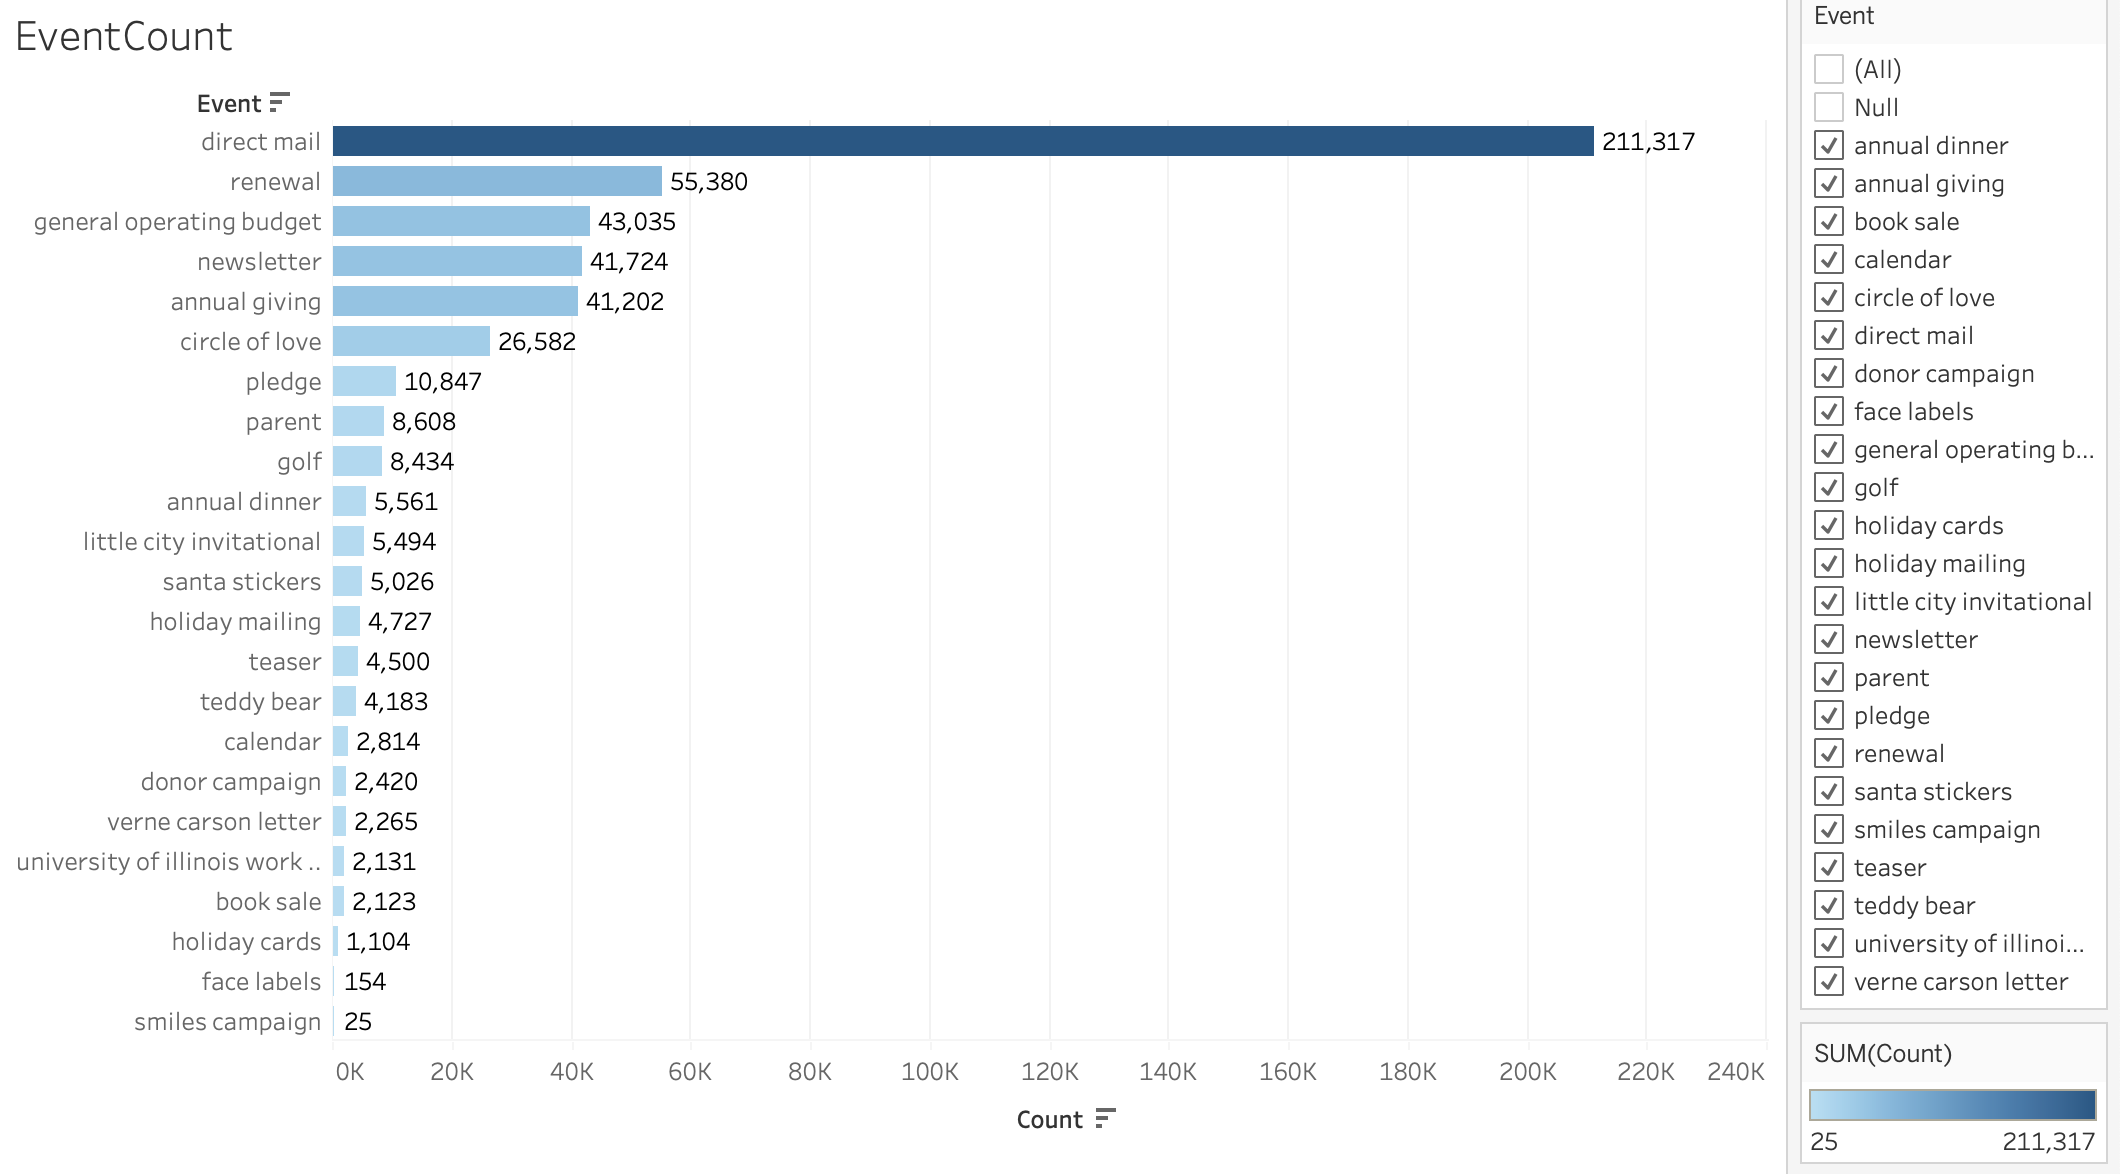 EventCount
Event
direct mail 211,317
renewal 55,380
general operating budget 43,035
newsletter 41,724
annual giving 41,202
circle of love 26,582
pledge 10,847
parent 8,608
golf 8,434
annual dinner 5,561
little city invitational 5,494
santa stickers 5,026
holiday mailing 4,727
teaser 4,500
teddy bear 4,183
calendar 2,814
donor campaign 2,420
verne carson letter 2,265
university of illinois work .. 2,131
book sale 2,123
holiday cards 1,104
face labels 154
smiles campaign 25
0K 20K 40K 60K 80K 100K 120K 140K 160K 180K 200K 220K 240K
Count
Event
(All)
Null
annual dinner
annual giving
book sale
calendar
circle of love
direct mail
donor campaign
face labels
general operating b...
golf
holiday cards
holiday mailing
little city invitational
newsletter
parent
pledge
renewal
santa stickers
smiles campaign
teaser
teddy bear
university of illinoi...
verne carson letter
SUM(Count)
25 211,317